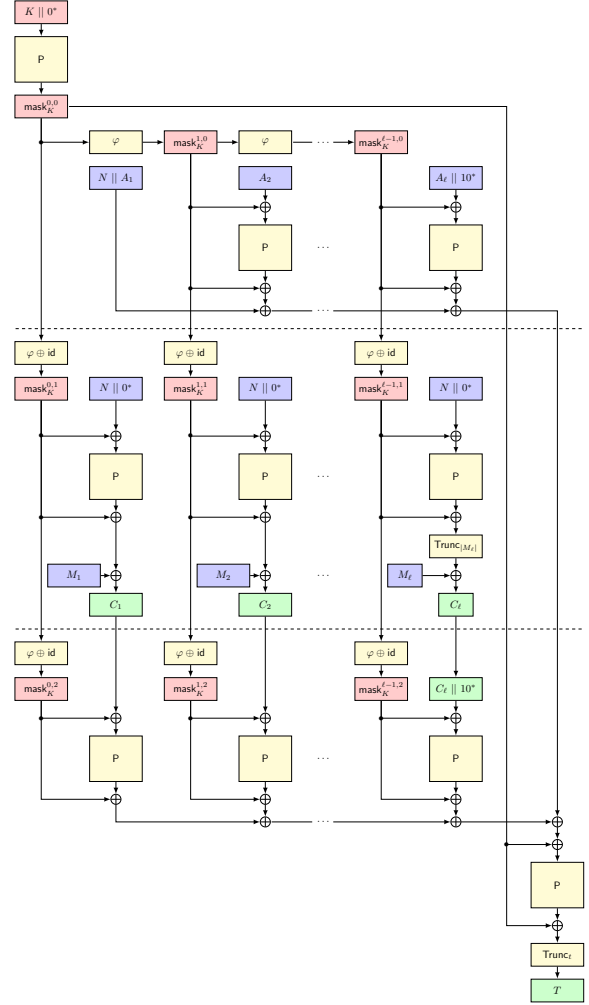 K || 0*
P
mask_K^{0,0}
φ mask_K^{1,0} φ ... mask_K^{ℓ−1,0}
N || A_1 A_2 A_ℓ || 10*
P ... P
...
φ ⊕ id φ ⊕ id φ ⊕ id
mask_K^{0,1} N || 0* mask_K^{1,1} N || 0* mask_K^{ℓ−1,1} N || 0*
P P ... P
Trunc_{|M_ℓ|}
M_1 M_2 ... M_ℓ
C_1 C_2 C_ℓ
φ ⊕ id φ ⊕ id φ ⊕ id
mask_K^{0,2} mask_K^{1,2} mask_K^{ℓ−1,2} C_ℓ || 10*
P P ... P
...
P
Trunc_t
T